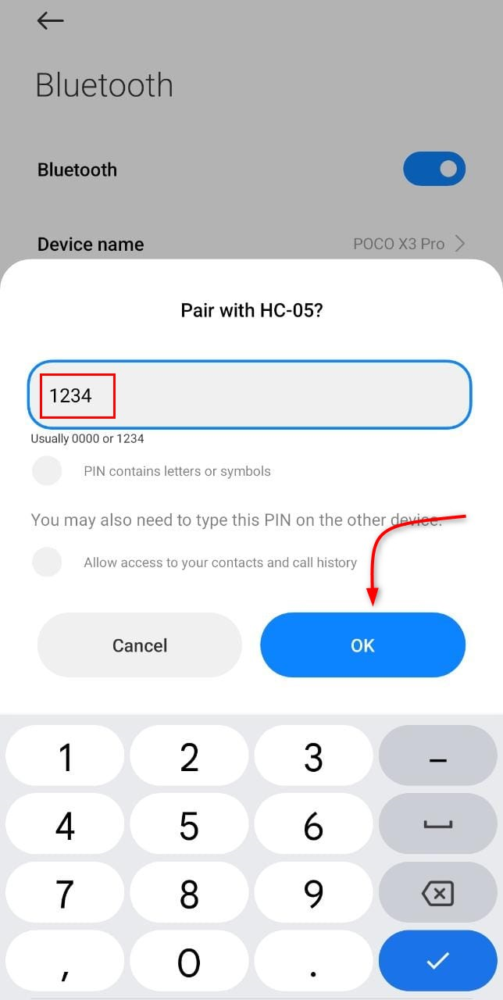 Bluetooth
Bluetooth
Device name POCO X3 Pro
Pair with HC-05?
1234
Usually 0000 or 1234
PIN contains letters or symbols
You may also need to type this PIN on the other device.
Allow access to your contacts and call history
Cancel OK
1 2 3 –
4 5 6
7 8 9
, 0 .